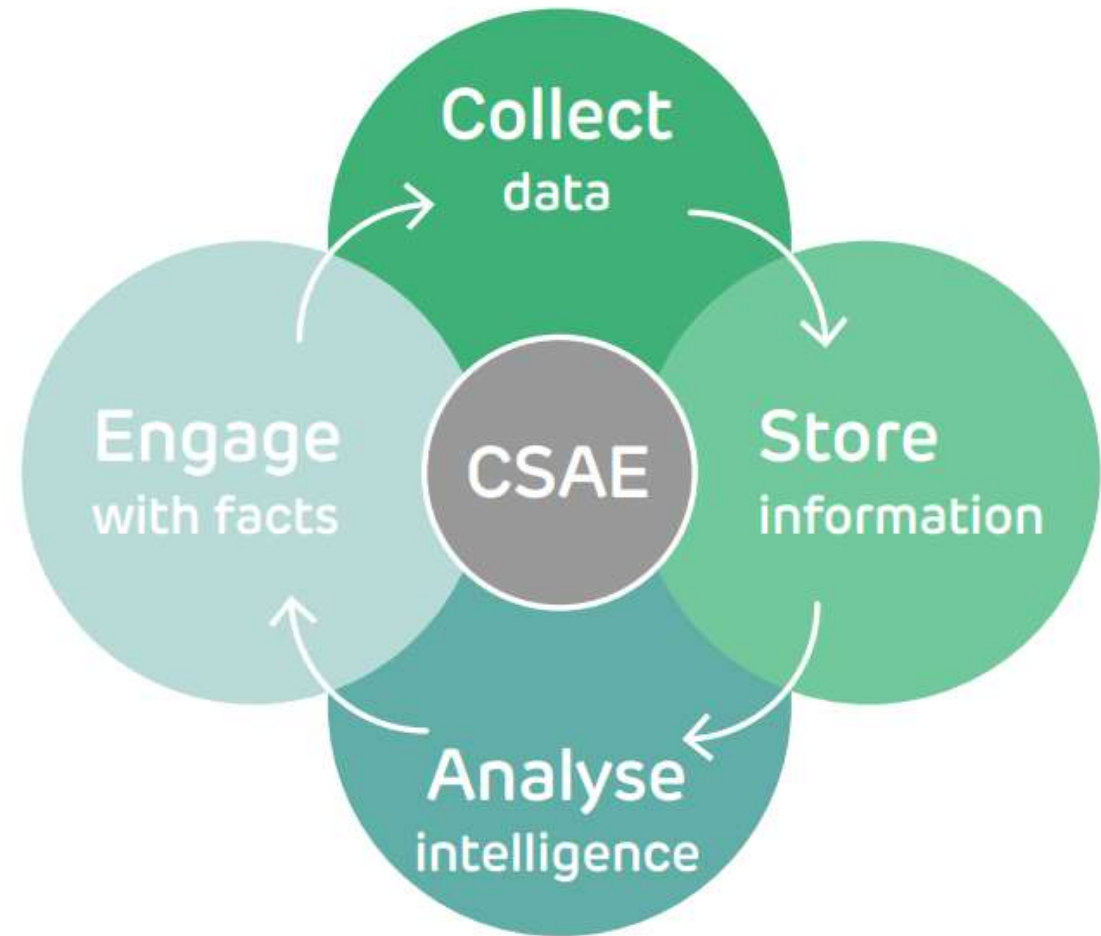 Collect
data
Store
information
Analyse
intelligence
Engage
with facts
CSAE